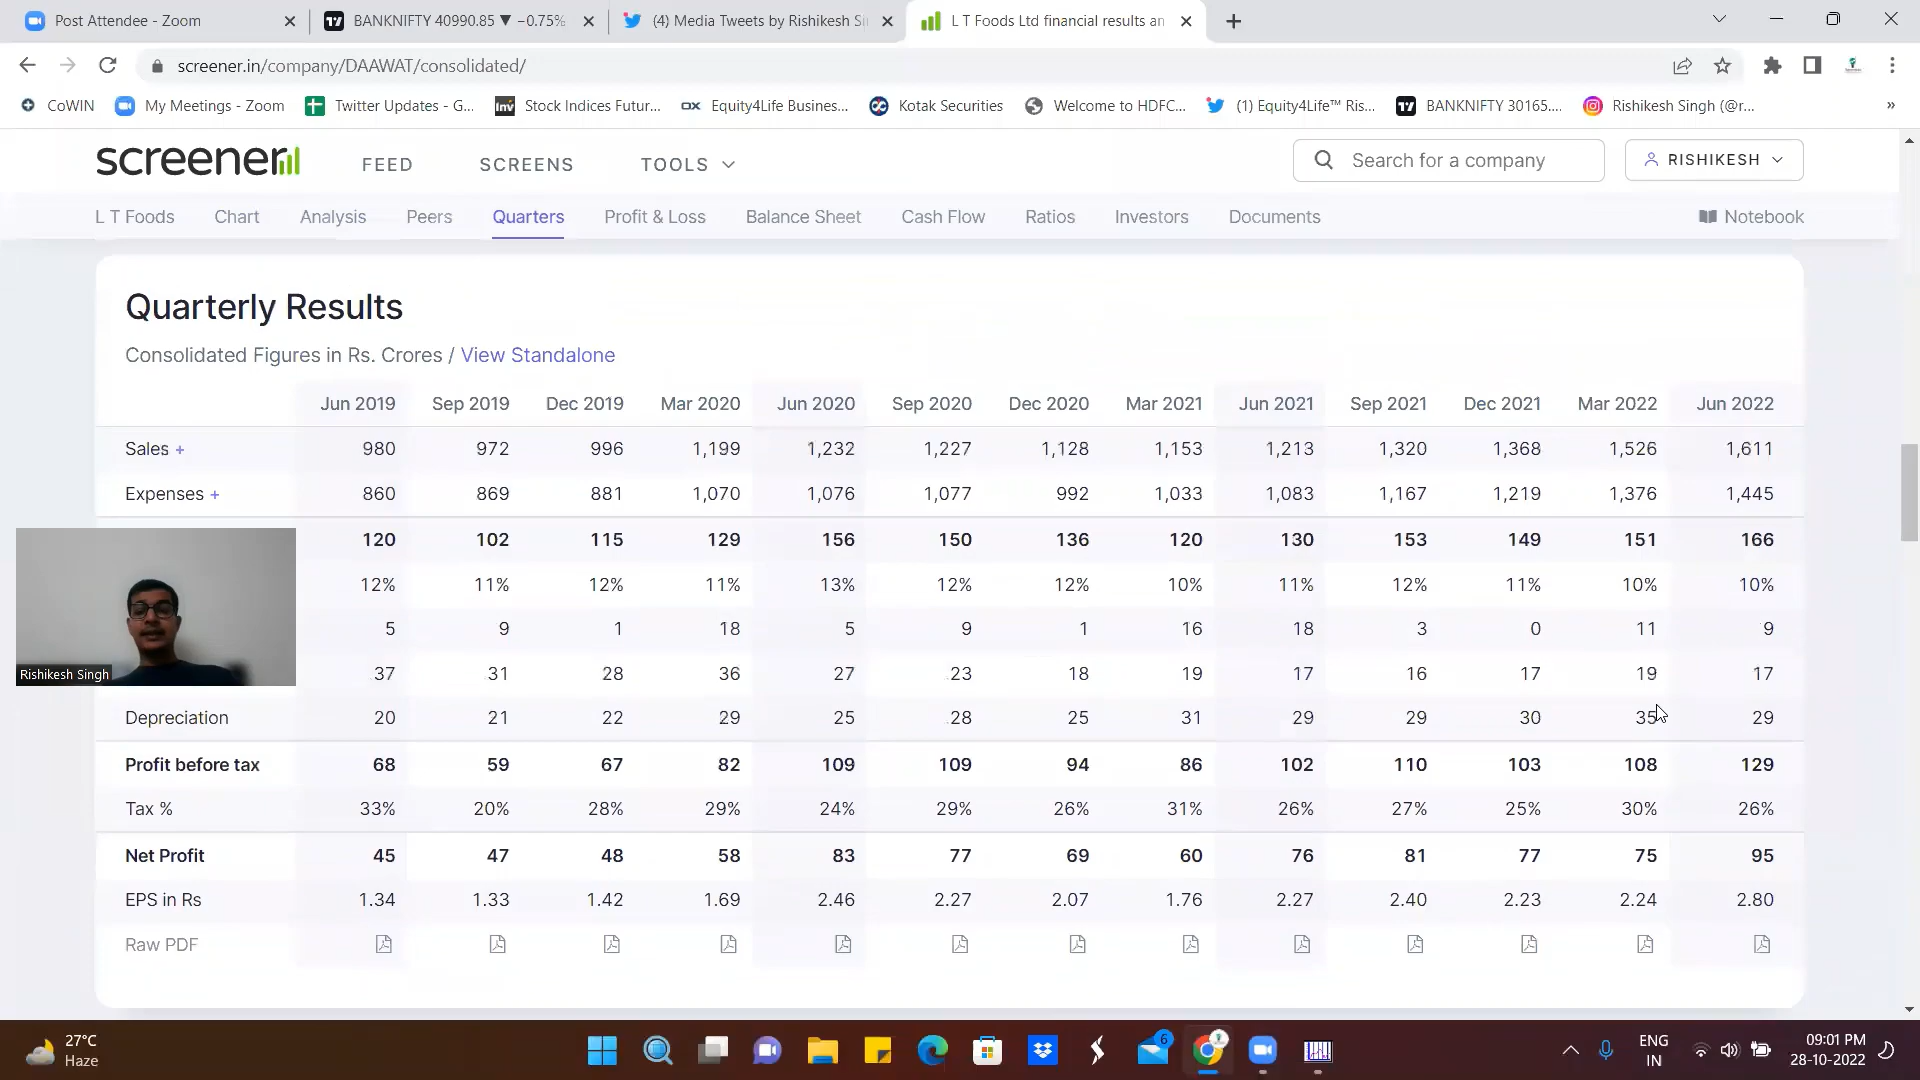 Post Attendee - Zoom
BANKNIFTY 40990.85 ▼ −0.75%
(4) Media Tweets by Rishikesh Si
L T Foods Ltd financial results an
screener.in/company/DAAWAT/consolidated/
CoWIN
My Meetings - Zoom
Twitter Updates - G...
Inv
Stock Indices Futur...
Equity4Life Busines...
Kotak Securities
Welcome to HDFC...
(1) Equity4Life™ Ris...
BANKNIFTY 30165....
Rishikesh Singh (@r...
»
screener
FEED
SCREENS
TOOLS
Search for a company
RISHIKESH
L T Foods
Chart
Analysis
Peers
Quarters
Profit & Loss
Balance Sheet
Cash Flow
Ratios
Investors
Documents
Notebook
Quarterly Results
Consolidated Figures in Rs. Crores / View Standalone
Jun 2019 Sep 2019 Dec 2019 Mar 2020 Jun 2020 Sep 2020 Dec 2020 Mar 2021 Jun 2021 Sep 2021 Dec 2021 Mar 2022 Jun 2022
Sales + 980 972 996 1,199 1,232 1,227 1,128 1,153 1,213 1,320 1,368 1,526 1,611
Expenses + 860 869 881 1,070 1,076 1,077 992 1,033 1,083 1,167 1,219 1,376 1,445
120 102 115 129 156 150 136 120 130 153 149 151 166
12% 11% 12% 11% 13% 12% 12% 10% 11% 12% 11% 10% 10%
5 9 1 18 5 9 1 16 18 3 0 11 9
37 31 28 36 27 23 18 19 17 16 17 19 17
Rishikesh Singh
Depreciation 20 21 22 29 25 28 25 31 29 29 30 35 29
Profit before tax 68 59 67 82 109 109 94 86 102 110 103 108 129
Tax % 33% 20% 28% 29% 24% 29% 26% 31% 26% 27% 25% 30% 26%
Net Profit 45 47 48 58 83 77 69 60 76 81 77 75 95
EPS in Rs 1.34 1.33 1.42 1.69 2.46 2.27 2.07 1.76 2.27 2.40 2.23 2.24 2.80
Raw PDF
27°C
Haze
6
ENG
IN
09:01 PM
28-10-2022